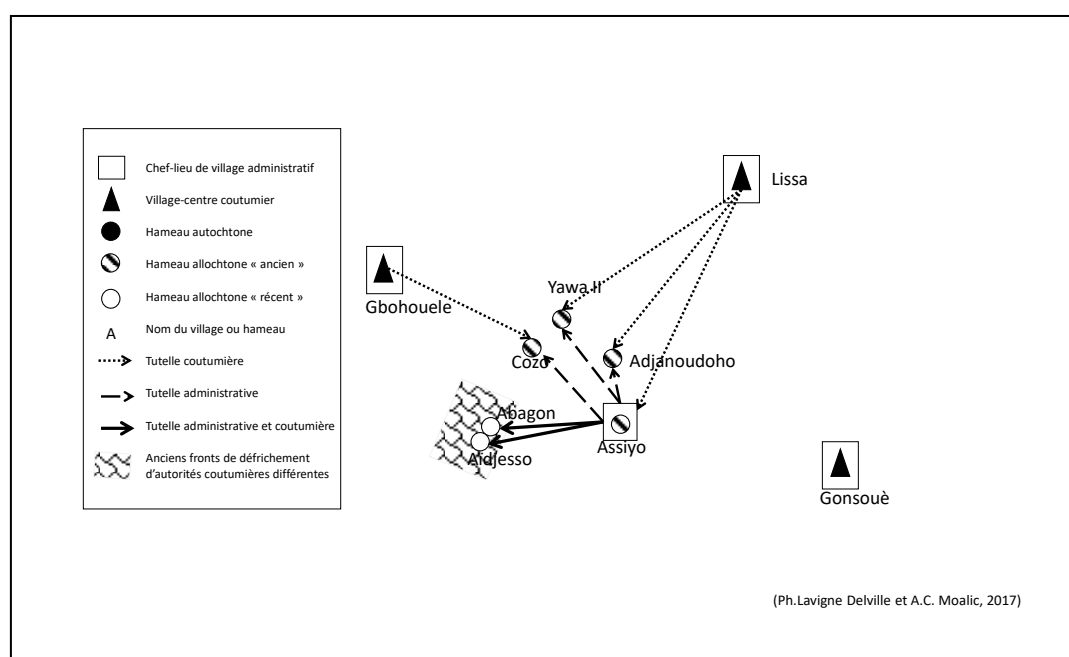 Chef-lieu de village administratif
Village-centre coutumier
Hameau autochtone
Hameau allochtone « ancien »
Hameau allochtone « récent »
A
Nom du village ou hameau
Tutelle coutumière
Tutelle administrative
Tutelle administrative et coutumière
Anciens fronts de défrichement
d'autorités coutumières différentes
Lissa
Gbohouele
Yawa II
Cozo
Adjanoudoho
Abagon
Aïdjesso
Assiyo
Gonsouè
(Ph.Lavigne Delville et A.C. Moalic, 2017)